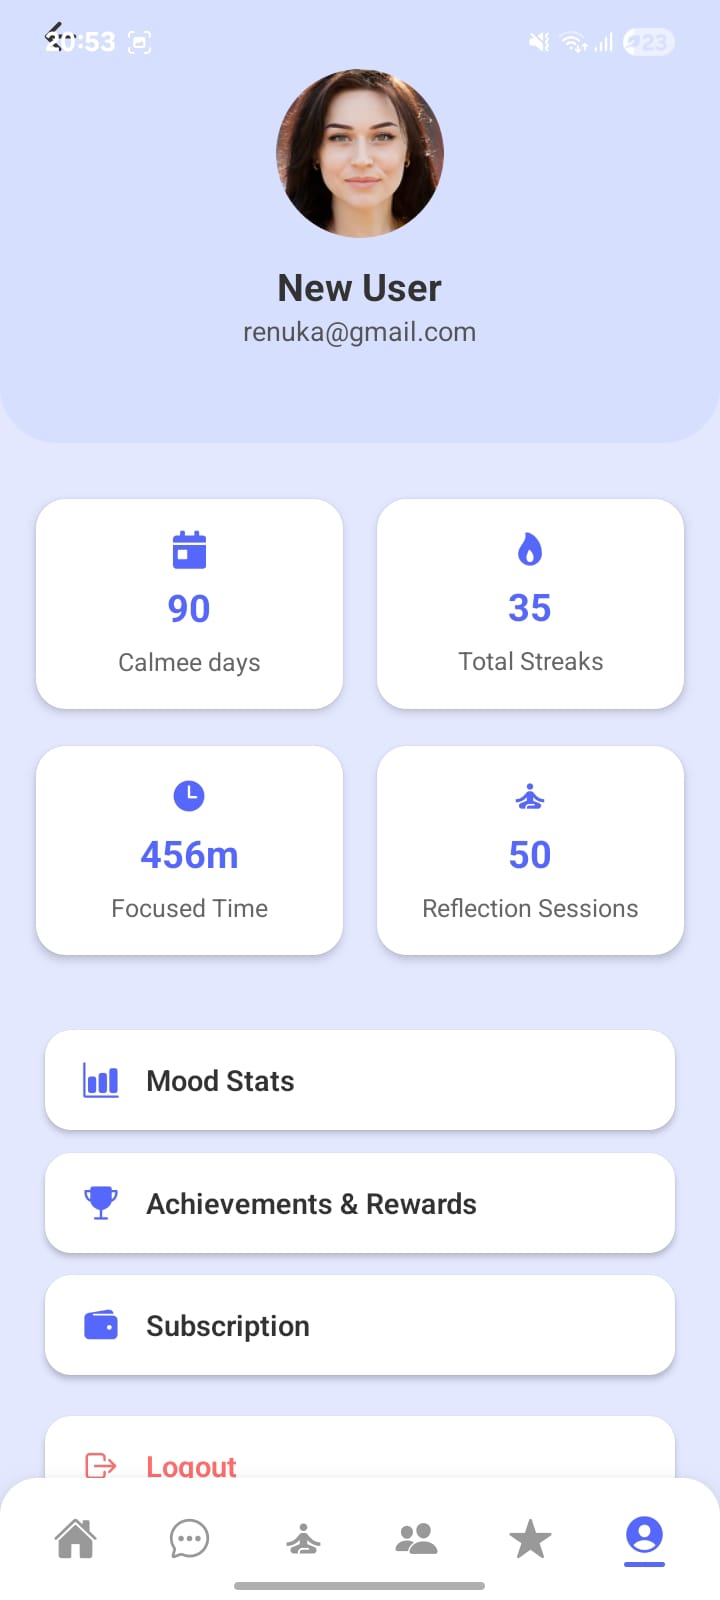 20:53
23
New User
renuka@gmail.com
90
Calmee days
35
Total Streaks
456m
Focused Time
50
Reflection Sessions
Mood Stats
Achievements & Rewards
Subscription
Logout